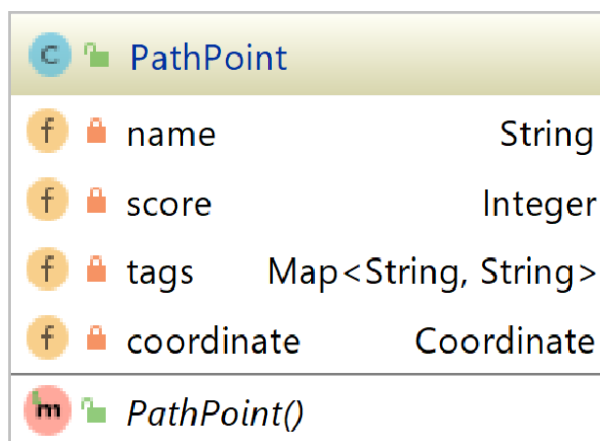 c PathPoint
f name String
f score Integer
f tags Map<String, String>
f coordinate Coordinate
m PathPoint()